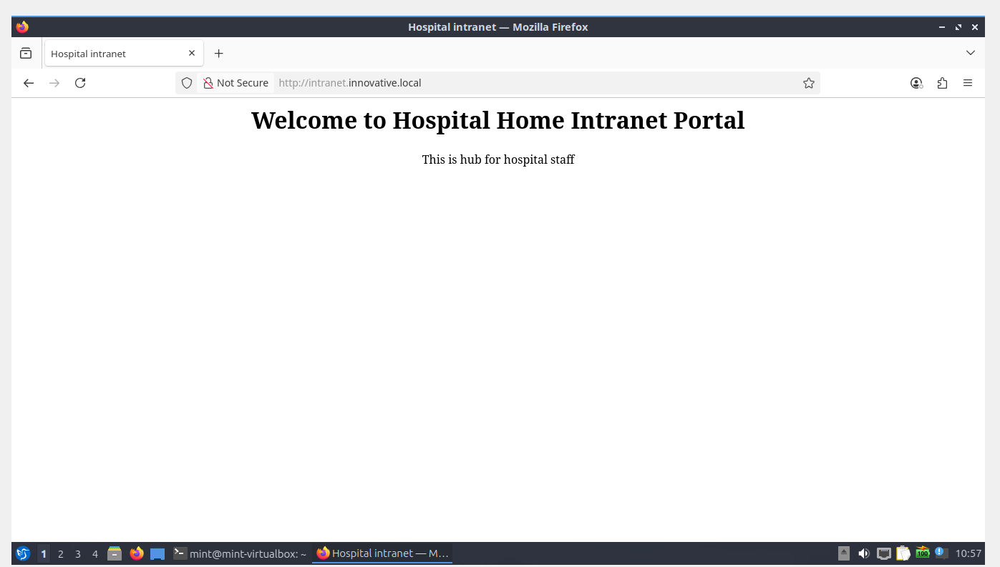 Hospital intranet — Mozilla Firefox
Hospital intranet
Not Secure http://intranet.innovative.local
Welcome to Hospital Home Intranet Portal
This is hub for hospital staff
1 2 3 4 mint@mint-virtualbox: ~ Hospital intranet — M... 100 10:57